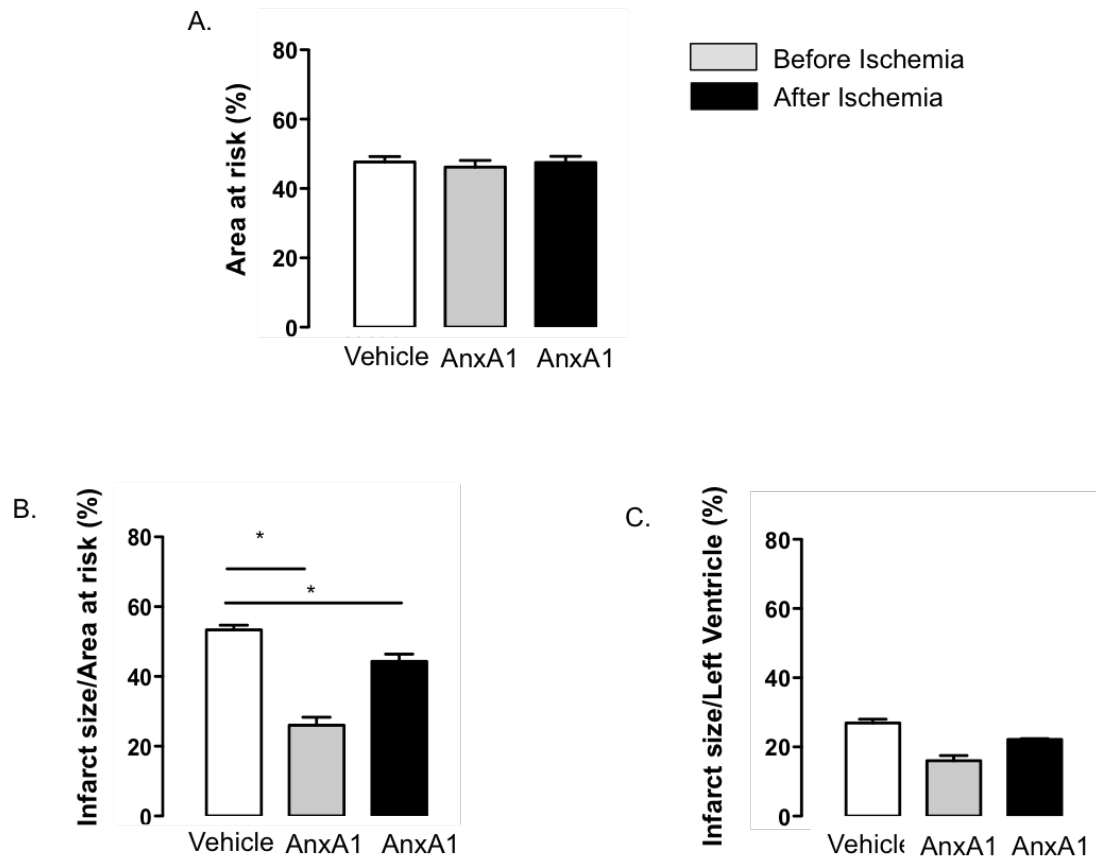 A.
Area at risk (%)
80
60
40
20
0
Vehicle AnxA1 AnxA1
Before Ischemia
After Ischemia
B.
Infarct size/Area at risk (%)
80
60
40
20
0
*
*
Vehicle AnxA1 AnxA1
C.
Infarct size/Left Ventricle (%)
80
60
40
20
0
AnxA1 AnxA1